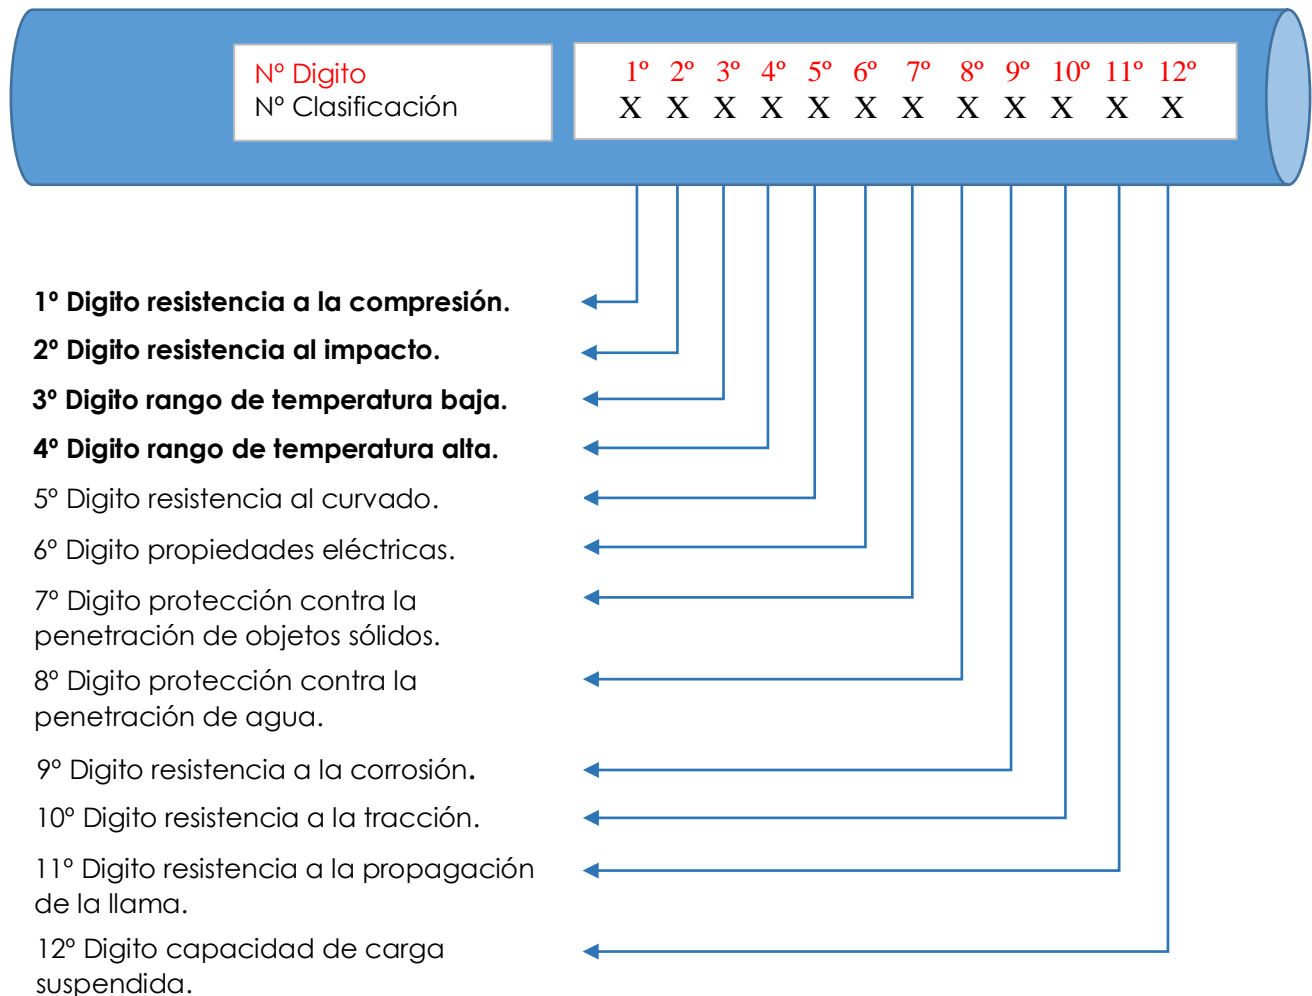 Nº Digito
Nº Clasificación
1º 2º 3º 4º 5º 6º 7º 8º 9º 10º 11º 12º
X X X X X X X X X X X X
1º Digito resistencia a la compresión.
2º Digito resistencia al impacto.
3º Digito rango de temperatura baja.
4º Digito rango de temperatura alta.
5º Digito resistencia al curvado.
6º Digito propiedades eléctricas.
7º Digito protección contra la
penetración de objetos sólidos.
8º Digito protección contra la
penetración de agua.
9º Digito resistencia a la corrosión.
10º Digito resistencia a la tracción.
11º Digito resistencia a la propagación
de la llama.
12º Digito capacidad de carga
suspendida.